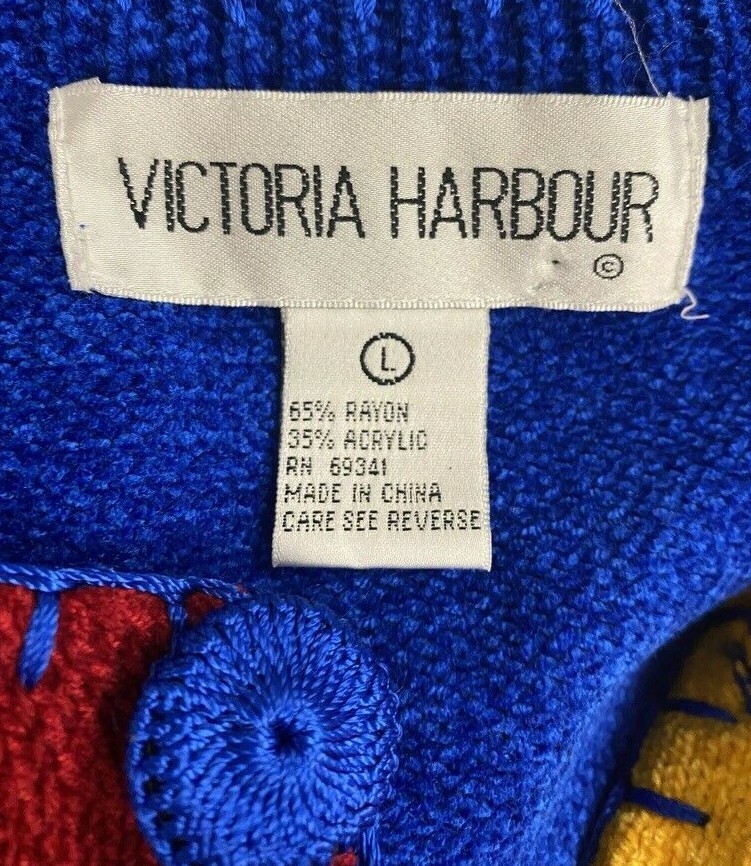 VICTORIA HARBOUR
©
L
65% RAYON
35% ACRYLIC
RN 69341
MADE IN CHINA
CARE SEE REVERSE